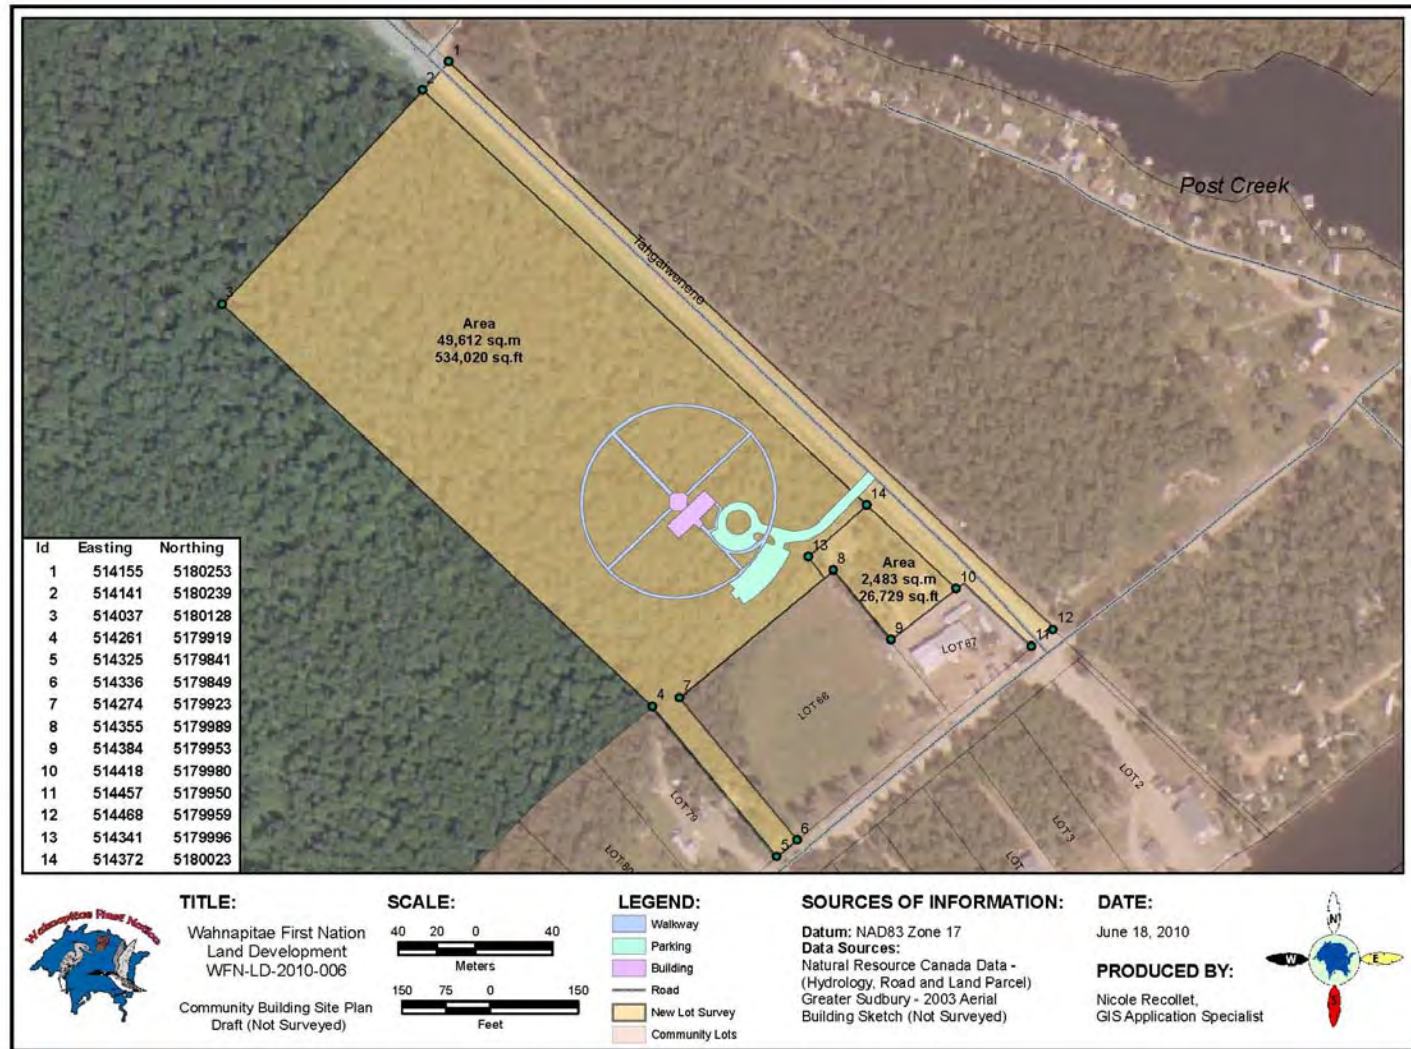 1
2
3
Post Creek
Tahgaiwenene
Area
49,612 sq.m
534,020 sq.ft
14
13
8
Area
2,483 sq.m
26,729 sq.ft
10
9
12
11
LOT 67
LOT 66
4
7
6
5
LOT 79
LOT 80
LOT 2
LOT 3
LOT
Id Easting Northing
1 514155 5180253
2 514141 5180239
3 514037 5180128
4 514261 5179919
5 514325 5179841
6 514336 5179849
7 514274 5179923
8 514355 5179989
9 514384 5179953
10 514418 5179980
11 514457 5179950
12 514468 5179959
13 514341 5179996
14 514372 5180023
Wahnapitae First Nation
TITLE:
Wahnapitae First Nation
Land Development
WFN-LD-2010-006
Community Building Site Plan
Draft (Not Surveyed)
SCALE:
40 20 0 40
Meters
150 75 0 150
Feet
LEGEND:
Walkway
Parking
Building
Road
New Lot Survey
Community Lots
SOURCES OF INFORMATION:
Datum: NAD83 Zone 17
Data Sources:
Natural Resource Canada Data -
(Hydrology, Road and Land Parcel)
Greater Sudbury - 2003 Aerial
Building Sketch (Not Surveyed)
DATE:
June 18, 2010
PRODUCED BY:
Nicole Recollet,
GIS Application Specialist
N
W
E
S